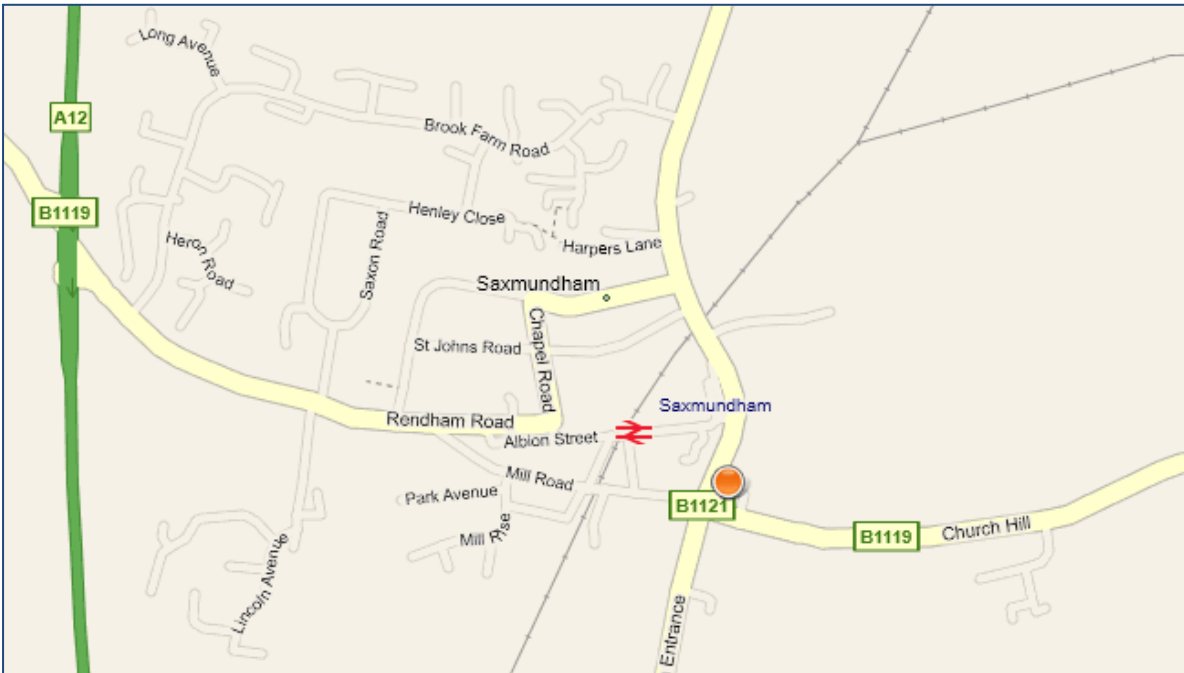 Long Avenue
A12
Brook Farm Road
B1119
Henley Close
Heron Road
Saxon Road
Harpers Lane
Saxmundham
Chapel Road
St Johns Road
Saxmundham
Rendham Road
Albion Street
Mill Road
Park Avenue
B1121
Mill Rise
B1119
Church Hill
Lincoln Avenue
Entrance